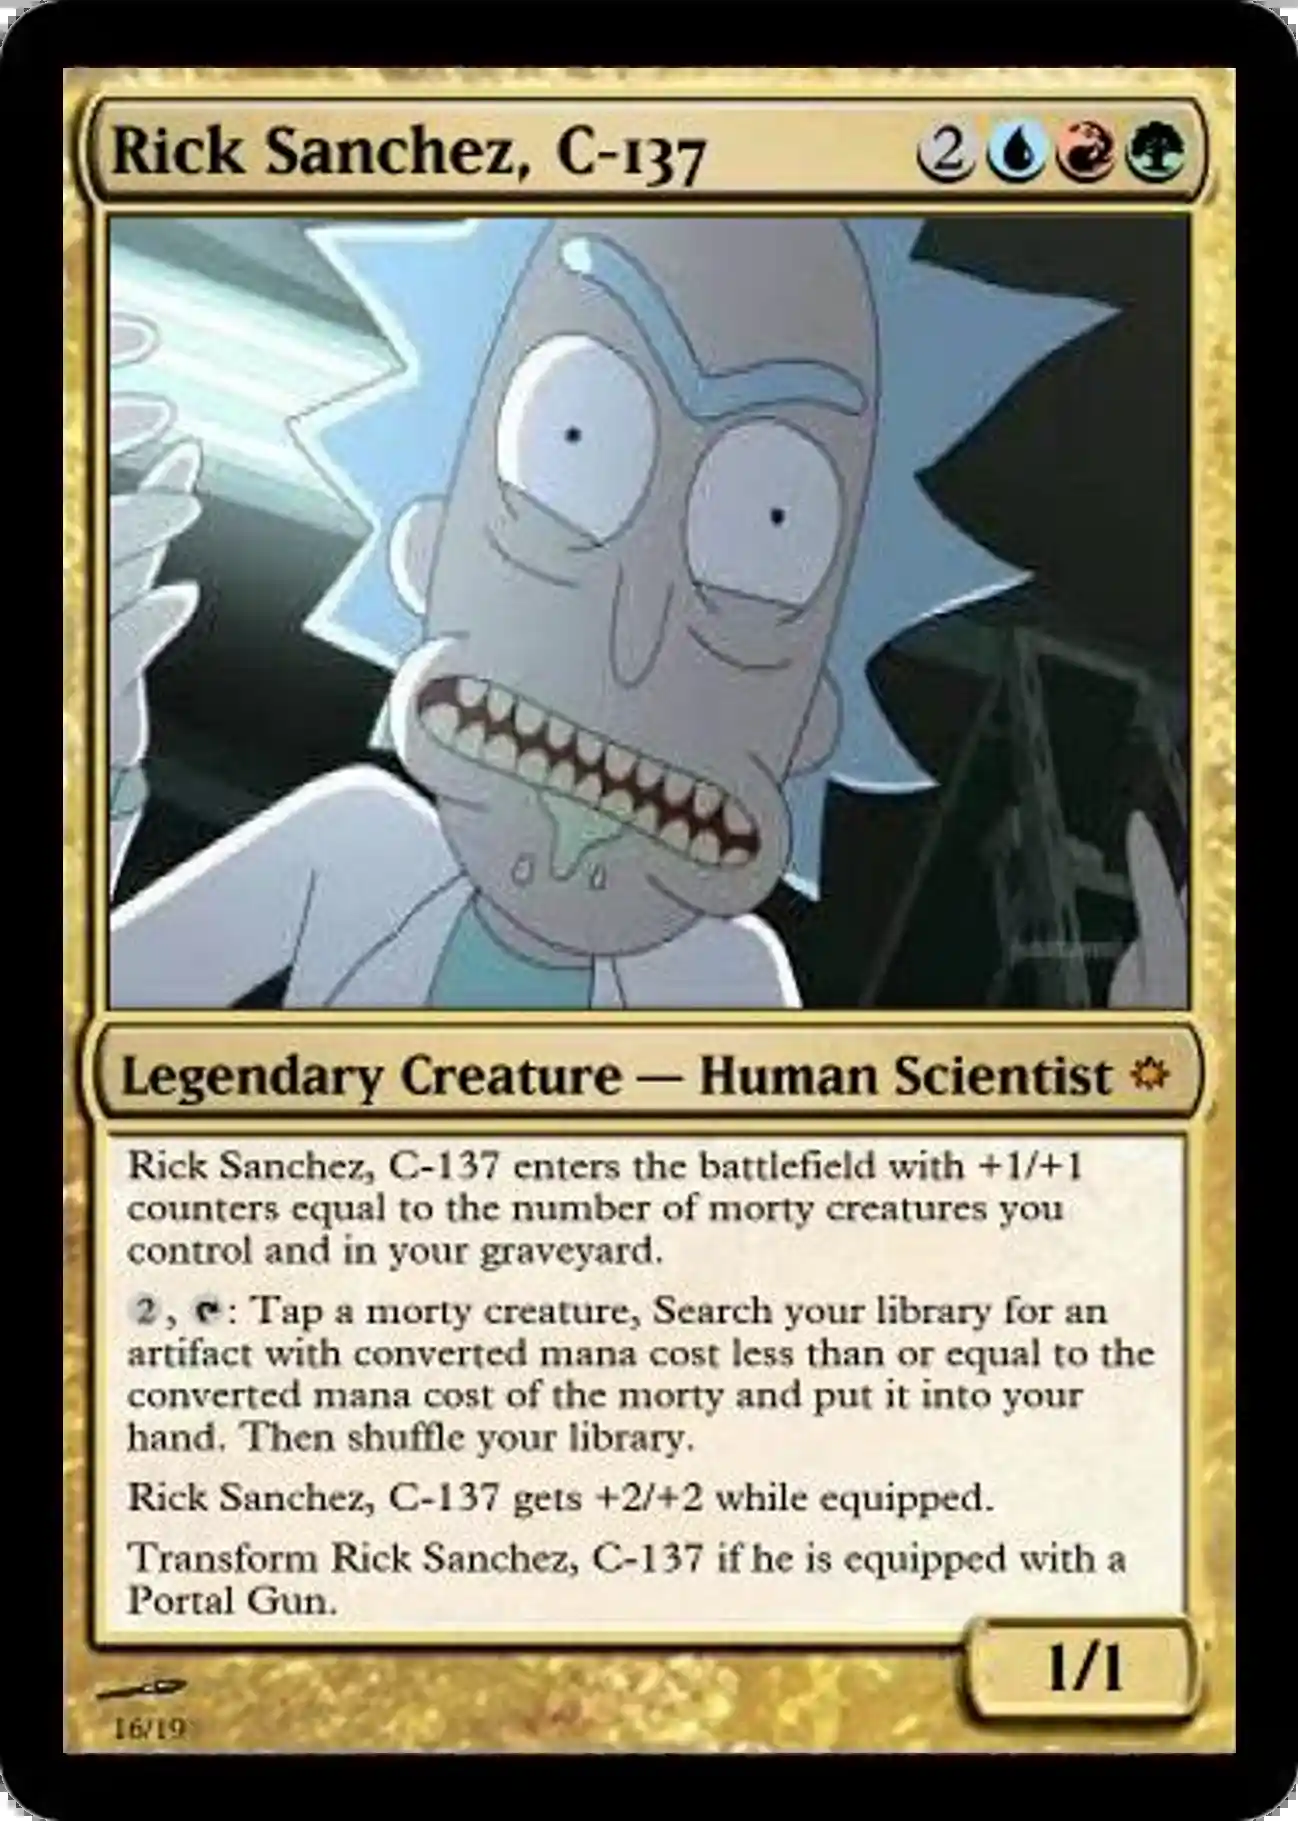 Rick Sanchez, C-137 2
Legendary Creature — Human Scientist
Rick Sanchez, C-137 enters the battlefield with +1/+1
counters equal to the number of morty creatures you
control and in your graveyard.
2, : Tap a morty creature, Search your library for an
artifact with converted mana cost less than or equal to the
converted mana cost of the morty and put it into your
hand. Then shuffle your library.
Rick Sanchez, C-137 gets +2/+2 while equipped.
Transform Rick Sanchez, C-137 if he is equipped with a
Portal Gun.
1/1
16/19